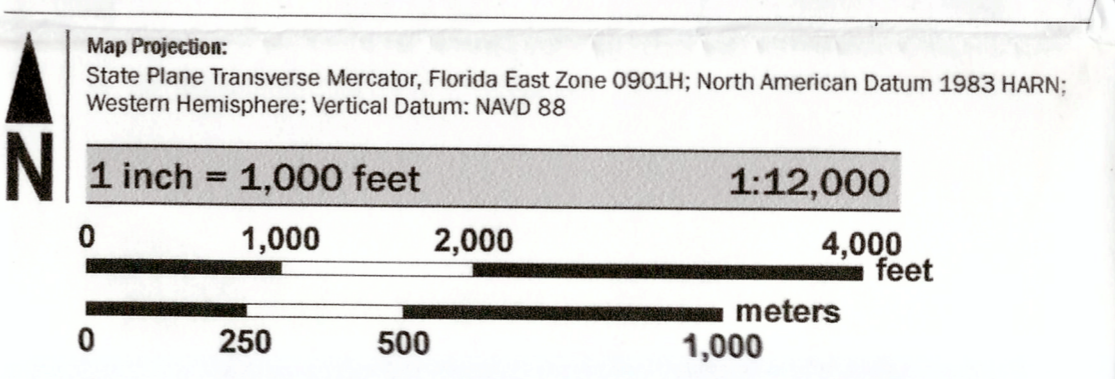 N
Map Projection:
State Plane Transverse Mercator, Florida East Zone 0901H; North American Datum 1983 HARN;
Western Hemisphere; Vertical Datum: NAVD 88
1 inch = 1,000 feet 1:12,000
0 1,000 2,000 4,000
feet
meters
0 250 500 1,000